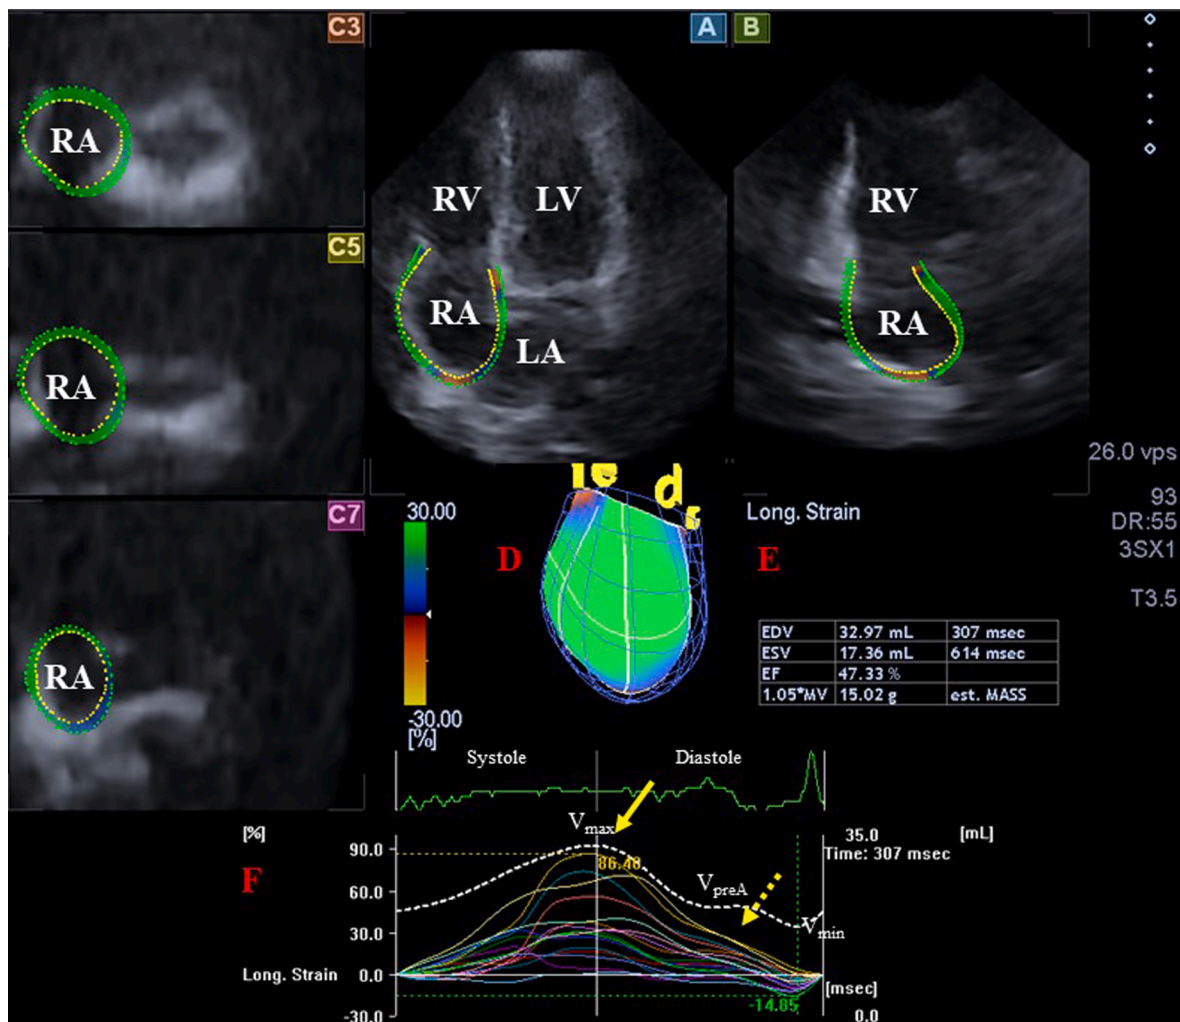 C3
A
B
RA
RV
LV
RV
C5
RA
RA
RA
LA
26.0 vps
93
DR:55
3SX1
T3.5
C7
30.00
D
Long. Strain
E
RA
EDV 32.97 mL 307 msec
ESV 17.36 mL 614 msec
EF 47.33 %
1.05*MV 15.02 g est. MASS
-30.00
[%]
Systole
Diastole
[%]
Vmax
35.0
[mL]
90.0
Time: 307 msec
86.40
F
60.0
VpreA
30.0
Vmin
Long. Strain
0.0
[msec]
-14.85
-30.0
0.0